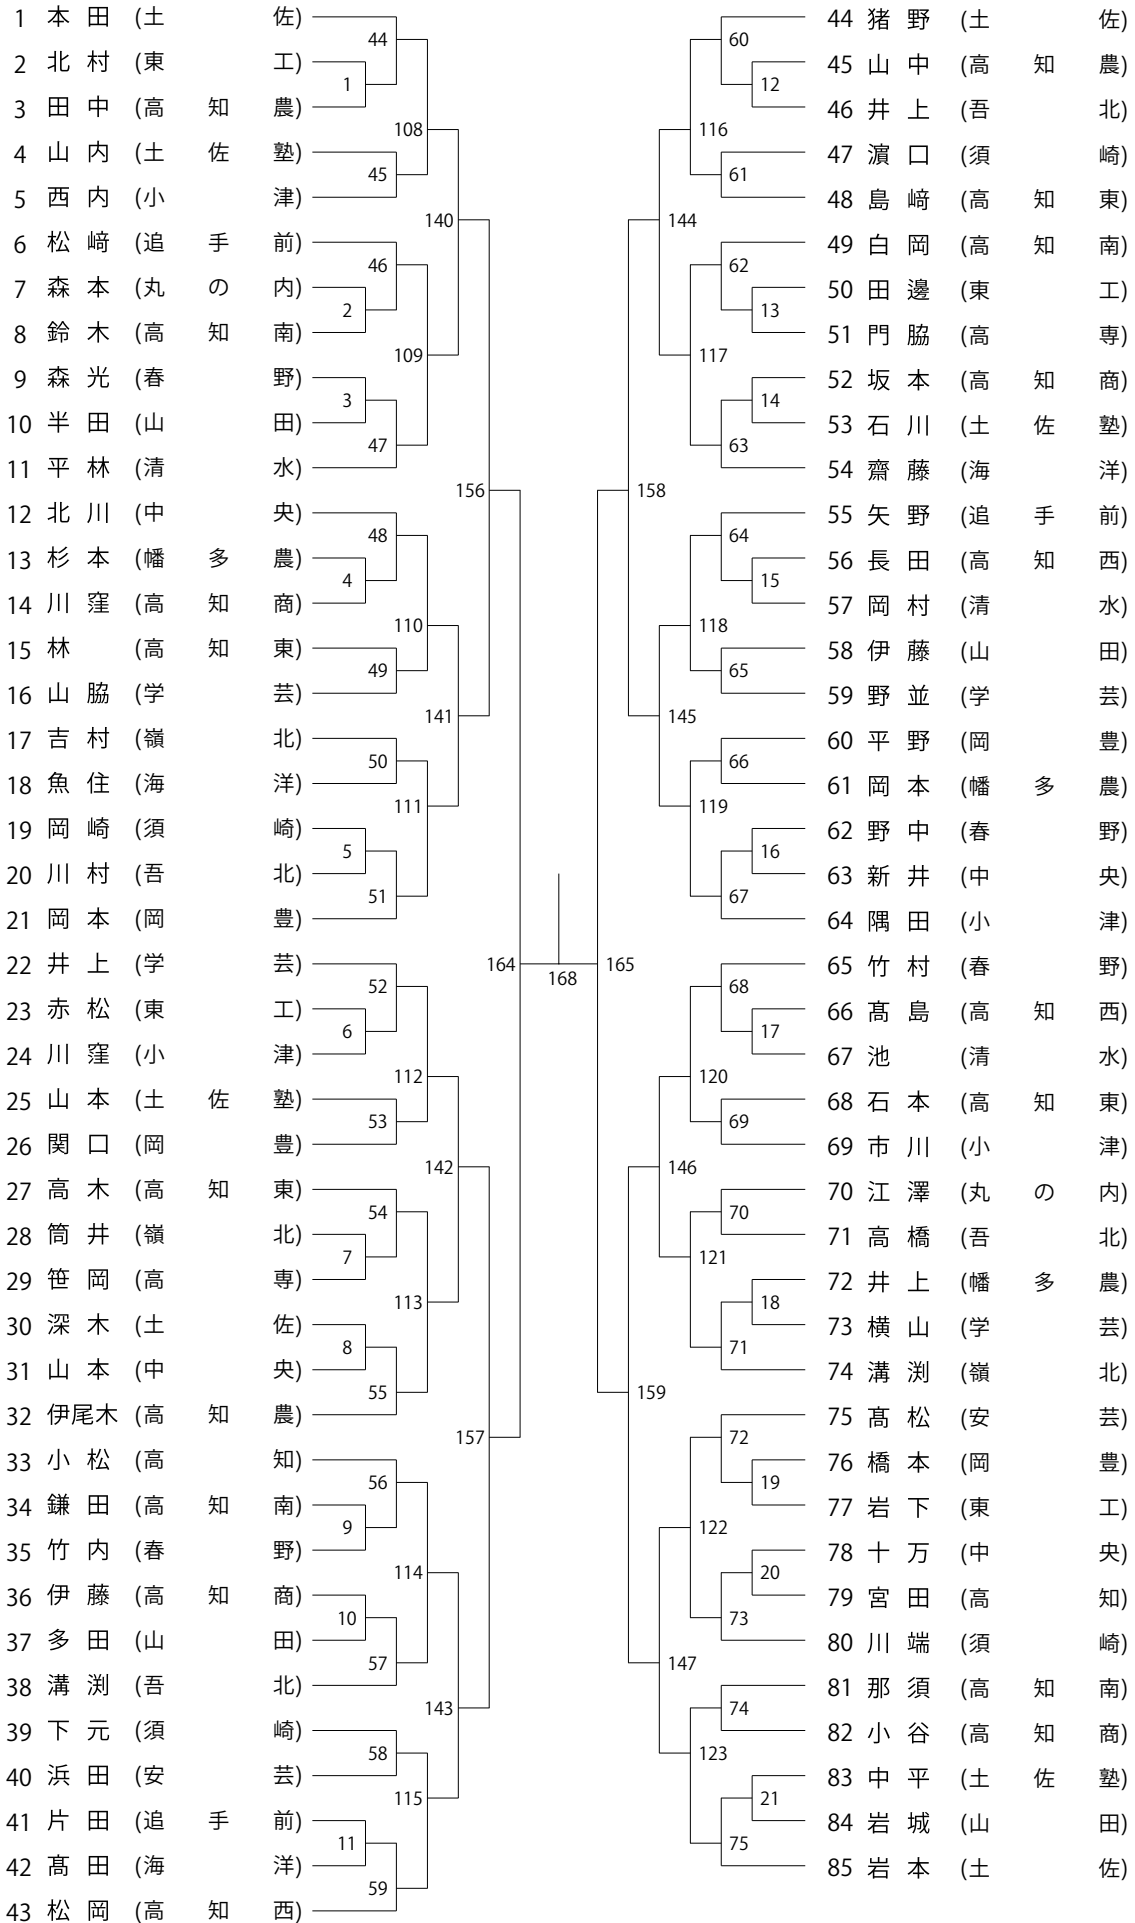 1 本田 (土佐)
2 北村 (東工)
3 田中 (高知農)
4 山内 (土佐塾)
5 西内 (小津)
6 松﨑 (追手前)
7 森本 (丸の内)
8 鈴木 (高知南)
9 森光 (春野)
10 半田 (山田)
11 平林 (清水)
12 北川 (中央)
13 杉本 (幡多農)
14 川窪 (高知商)
15 林 (高知東)
16 山脇 (学芸)
17 吉村 (嶺北)
18 魚住 (海洋)
19 岡崎 (須崎)
20 川村 (吾北)
21 岡本 (岡豊)
22 井上 (学芸)
23 赤松 (東工)
24 川窪 (小津)
25 山本 (土佐塾)
26 関口 (岡豊)
27 高木 (高知東)
28 筒井 (嶺北)
29 笹岡 (高専)
30 深木 (土佐)
31 山本 (中央)
32 伊尾木 (高知農)
33 小松 (高知)
34 鎌田 (高知南)
35 竹内 (春野)
36 伊藤 (高知商)
37 多田 (山田)
38 溝渕 (吾北)
39 下元 (須崎)
40 浜田 (安芸)
41 片田 (追手前)
42 髙田 (海洋)
43 松岡 (高知西)
44
1
108
45
140
46
2
109
3
47
156
48
4
110
49
141
50
111
5
51
164
168
165
52
6
112
53
142
54
7
113
8
55
157
56
9
114
10
57
143
58
115
11
59
60
12
116
61
144
62
13
117
14
63
158
64
15
118
65
145
66
119
16
67
68
17
120
69
146
70
121
18
71
159
72
19
122
20
73
147
74
123
21
75
44 猪野 (土佐)
45 山中 (高知農)
46 井上 (吾北)
47 濵口 (須崎)
48 島﨑 (高知東)
49 白岡 (高知南)
50 田邊 (東工)
51 門脇 (高専)
52 坂本 (高知商)
53 石川 (土佐塾)
54 齋藤 (海洋)
55 矢野 (追手前)
56 長田 (高知西)
57 岡村 (清水)
58 伊藤 (山田)
59 野並 (学芸)
60 平野 (岡豊)
61 岡本 (幡多農)
62 野中 (春野)
63 新井 (中央)
64 隅田 (小津)
65 竹村 (春野)
66 髙島 (高知西)
67 池 (清水)
68 石本 (高知東)
69 市川 (小津)
70 江澤 (丸の内)
71 高橋 (吾北)
72 井上 (幡多農)
73 横山 (学芸)
74 溝渕 (嶺北)
75 髙松 (安芸)
76 橋本 (岡豊)
77 岩下 (東工)
78 十万 (中央)
79 宮田 (高知)
80 川端 (須崎)
81 那須 (高知南)
82 小谷 (高知商)
83 中平 (土佐塾)
84 岩城 (山田)
85 岩本 (土佐)